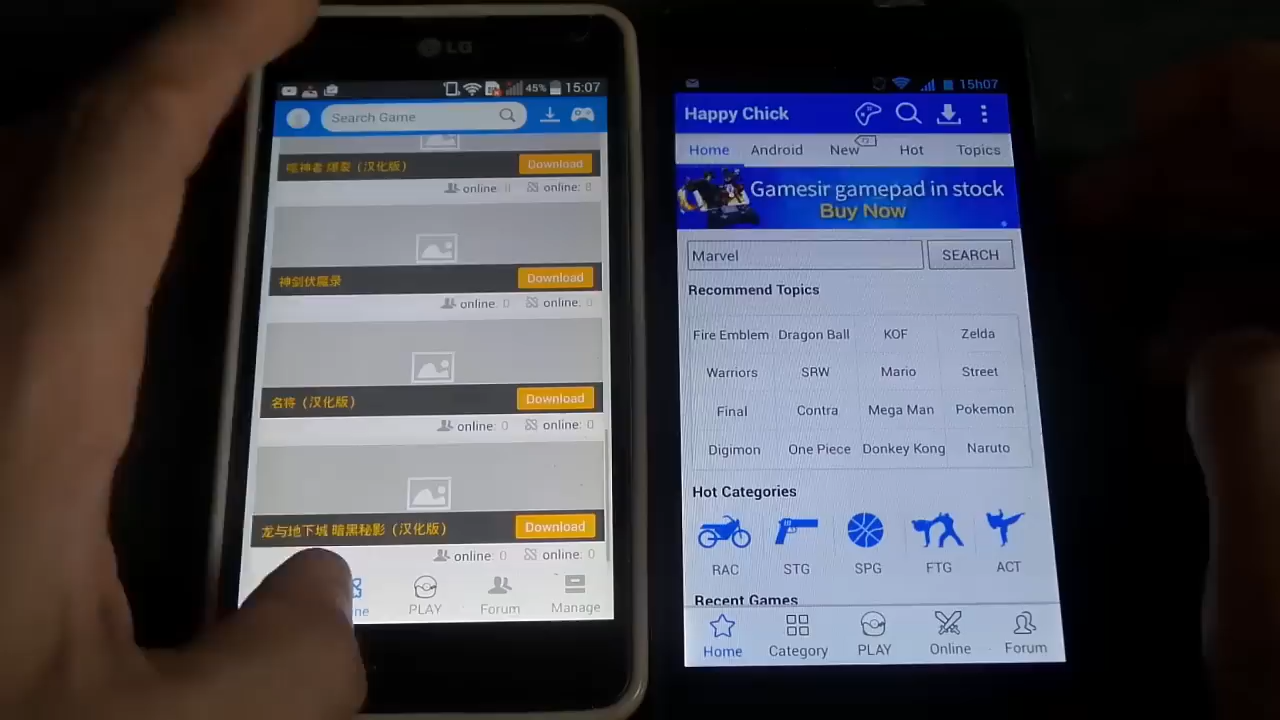 LG
45% 15:07
Search Game
噬神者 爆裂（汉化版）
Download
online: 0 online: 8
神剑伏魔录
Download
online: 0 online: 0
名将（汉化版）
Download
online: 0 online: 0
龙与地下城 暗黑秘影（汉化版）
Download
online: 0 online: 0
PLAY Forum Manage
15h07
Happy Chick
Home Android New Hot Topics
Gamesir gamepad in stock
Buy Now
Marvel SEARCH
Recommend Topics
Fire Emblem Dragon Ball KOF Zelda
Warriors SRW Mario Street
Final Contra Mega Man Pokemon
Digimon One Piece Donkey Kong Naruto
Hot Categories
RAC STG SPG FTG ACT
Recent Games
Home Category PLAY Online Forum